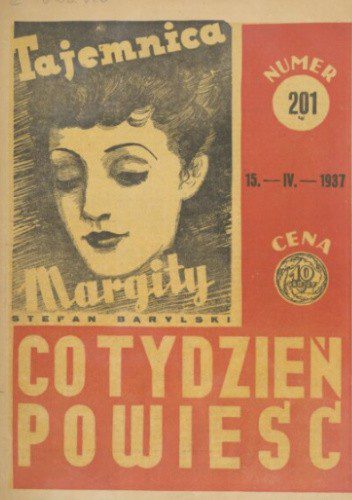 Tajemnica
Margity
STEFAN BARYLSKI
NUMER
201
15. — IV. — 1937
CENA
10
CO TYDZIEŃ
POWIEŚĆ